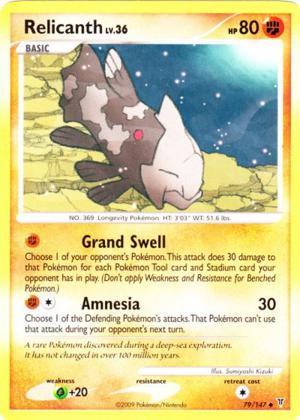 Relicanth LV.36
HP 80
BASIC
NO. 369 Longevity Pokémon HT: 3'03" WT: 51.6 lbs.
Grand Swell
Choose 1 of your opponent's Pokémon. This attack does 30 damage to
that Pokémon for each Pokémon Tool card and Stadium card your
opponent has in play. (Don't apply Weakness and Resistance for Benched
Pokémon.)
Amnesia 30
Choose 1 of the Defending Pokémon's attacks. That Pokémon can't use
that attack during your opponent's next turn.
A rare Pokémon discovered during a deep-sea exploration.
It has not changed in over 100 million years.
Illus. Sumiyoshi Kizuki
weakness resistance retreat cost
+20
©2009 Pokémon/Nintendo
79/147